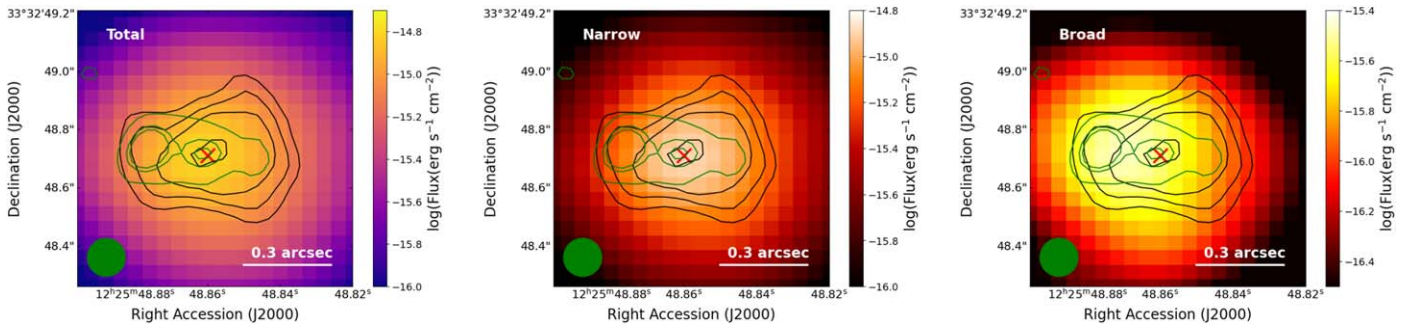 33°32'49.2"
49.0"
48.8"
48.6"
48.4"
Declination (J2000)
Total
0.3 arcsec
12ʰ25ᵐ48.88ˢ 48.86ˢ 48.84ˢ 48.82ˢ
Right Accession (J2000)
−14.8
−15.0
−15.2
−15.4
−15.6
−15.8
−16.0
log(Flux(erg s⁻¹ cm⁻²))
33°32'49.2"
49.0"
48.8"
48.6"
48.4"
Declination (J2000)
Narrow
0.3 arcsec
12ʰ25ᵐ48.88ˢ 48.86ˢ 48.84ˢ 48.82ˢ
Right Accession (J2000)
−14.8
−15.0
−15.2
−15.4
−15.6
−15.8
−16.0
log(Flux(erg s⁻¹ cm⁻²))
33°32'49.2"
49.0"
48.8"
48.6"
48.4"
Declination (J2000)
Broad
0.3 arcsec
12ʰ25ᵐ48.88ˢ 48.86ˢ 48.84ˢ 48.82ˢ
Right Accession (J2000)
−15.4
−15.6
−15.8
−16.0
−16.2
−16.4
log(Flux(erg s⁻¹ cm⁻²))